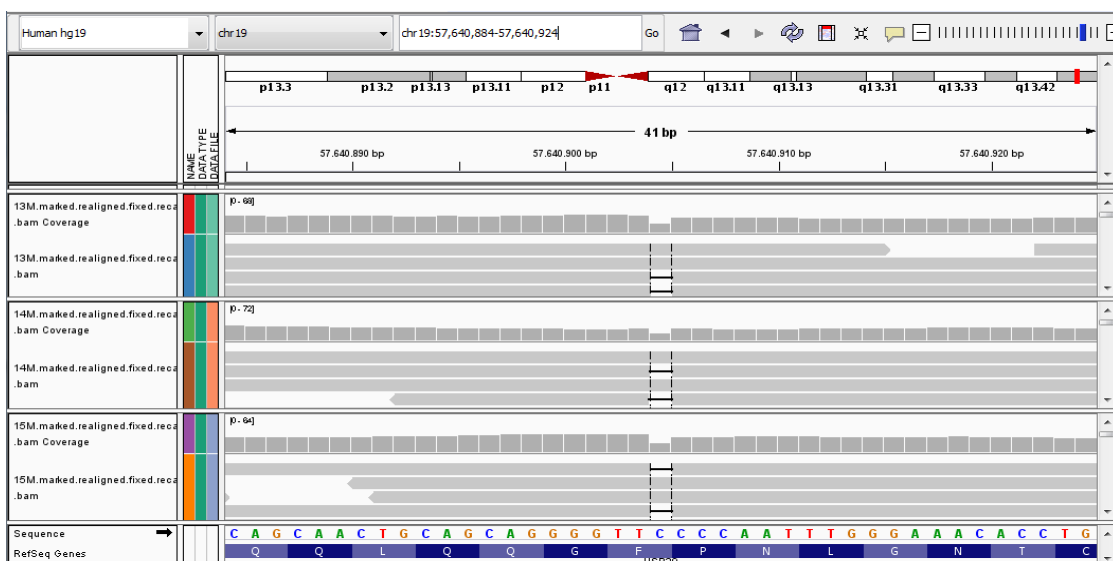 Human hg19 chr19 chr19:57,640,884-57,640,924 Go
p13.3 p13.2 p13.13 p13.11 p12 p11 q12 q13.11 q13.13 q13.31 q13.33 q13.42
41 bp
57.640.890 bp 57.640.900 bp 57.640.910 bp 57.640.920 bp
NAME
DATA TYPE
DATA FILE
13M.marked.realigned.fixed.reca
.bam Coverage
[0 - 68]
13M.marked.realigned.fixed.reca
.bam
14M.marked.realigned.fixed.reca
.bam Coverage
[0 - 72]
14M.marked.realigned.fixed.reca
.bam
15M.marked.realigned.fixed.reca
.bam Coverage
[0 - 64]
15M.marked.realigned.fixed.reca
.bam
Sequence C A G C A A C T G C A G C A G G G G T T C C C C A A T T T G G G A A A C A C C T G
RefSeq Genes Q Q L Q Q G F P N L G N T C